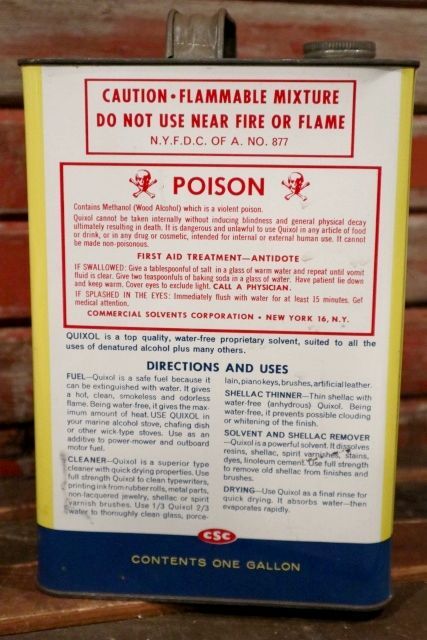 CAUTION • FLAMMABLE MIXTURE
DO NOT USE NEAR FIRE OR FLAME
N.Y.F.D.C. OF A. NO. 877
POISON
Contains Methanol (Wood Alcohol) which is a violent poison.
Quixol cannot be taken internally without inducing blindness and general physical decay
ultimately resulting in death. It is dangerous and unlawful to use Quixol in any article of food
or drink, or in any drug or cosmetic, intended for internal or external human use. It cannot
be made non-poisonous.
FIRST AID TREATMENT—ANTIDOTE
IF SWALLOWED: Give a tablespoonful of salt in a glass of warm water and repeat until vomit
fluid is clear. Give two teaspoonfuls of baking soda in a glass of water. Have patient lie down
and keep warm. Cover eyes to exclude light. CALL A PHYSICIAN.
IF SPLASHED IN THE EYES: Immediately flush with water for at least 15 minutes. Get
medical attention.
COMMERCIAL SOLVENTS CORPORATION • NEW YORK 16, N.Y.
QUIXOL is a top quality, water-free proprietary solvent, suited to all the
uses of denatured alcohol plus many others.
DIRECTIONS AND USES
FUEL—Quixol is a safe fuel because it
can be extinguished with water. It gives
a hot, clean, smokeless and odorless
flame. Being water-free, it gives the max-
imum amount of heat. USE QUIXOL in
your marine alcohol stove, chafing dish
or other wick-type stoves. Use as an
additive to power-mower and outboard
motor fuel.
CLEANER—Quixol is a superior type
cleaner with quick drying properties. Use
full strength Quixol to clean typewriters,
printing ink from rubber rolls, metal parts,
non-lacquered jewelry, shellac or spirit
varnish brushes. Use 1/3 Quixol 2/3
water to thoroughly clean glass, porce-
lain, piano keys, brushes, artificial leather.
SHELLAC THINNER—Thin shellac with
water-free (anhydrous) Quixol. Being
water-free, it prevents possible clouding
or whitening of the finish.
SOLVENT AND SHELLAC REMOVER
—Quixol is a powerful solvent. It dissolves
resins, shellac, spirit varnishes, stains,
dyes, linoleum cement. Use full strength
to remove old shellac from finishes and
brushes.
DRYING—Use Quixol as a final rinse for
quick drying. It absorbs water—then
evaporates rapidly.
CSC
CONTENTS ONE GALLON